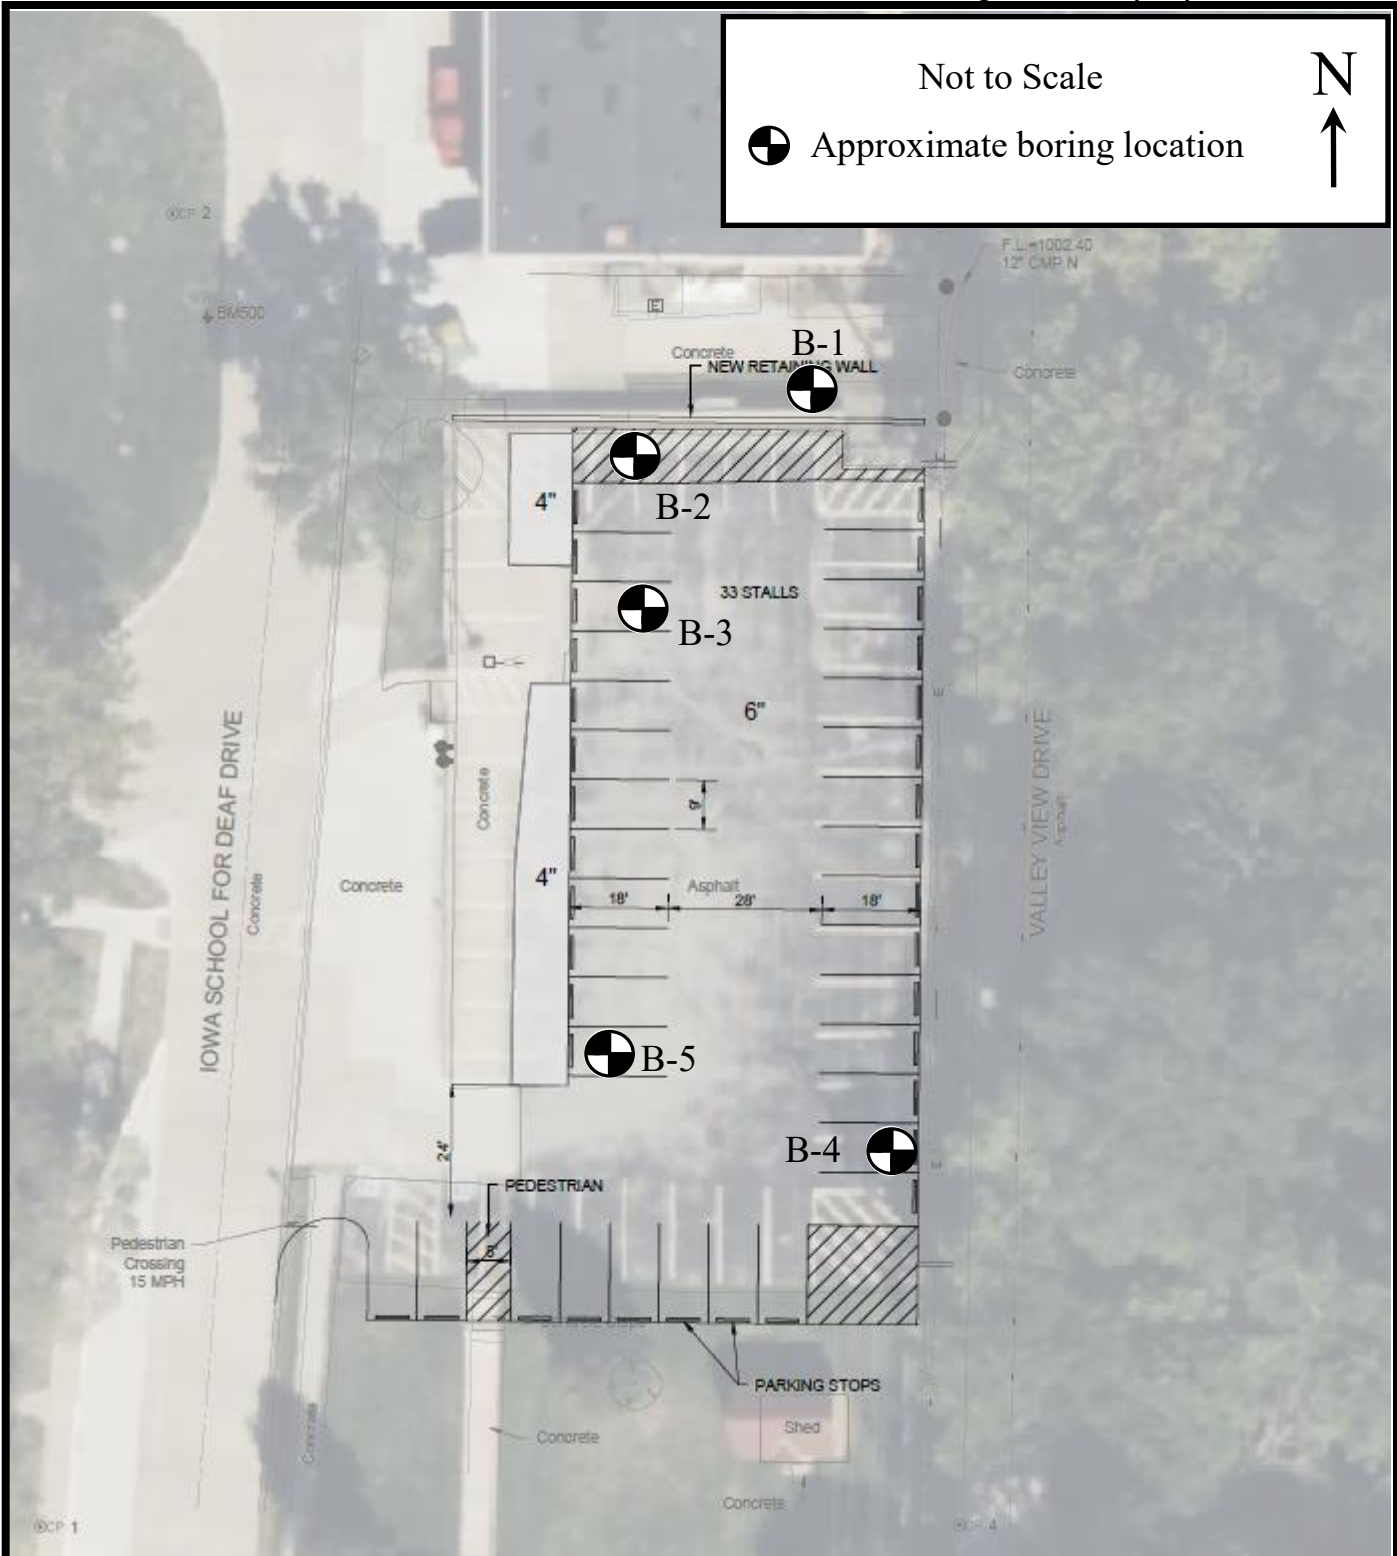 Not to Scale
N
Approximate boring location
CP 2
F.L.=1002.40
12" CMP N
BM500
E
B-1
Concrete
NEW RETAINING WALL
Concrete
4"
B-2
33 STALLS
B-3
6"
E
9'
IOWA SCHOOL FOR DEAF DRIVE
Concrete
Concrete
Concrete
4"
Asphalt
18'
28'
18'
VALLEY VIEW DRIVE
Asphalt
B-5
24'
B-4
E
PEDESTRIAN
Pedestrian
Crossing
15 MPH
8'
PARKING STOPS
Concrete
Concrete
Shed
Concrete
CP 1
CP 4